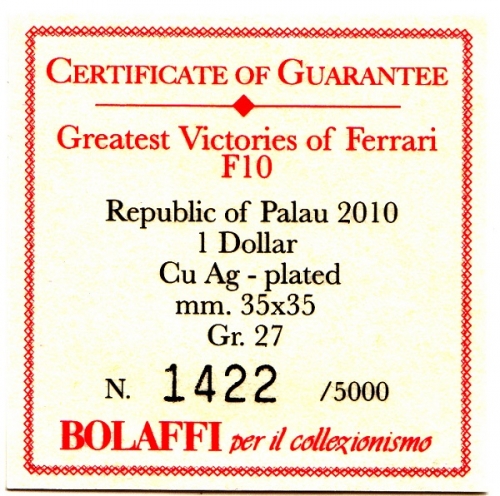 CERTIFICATE OF GUARANTEE
Greatest Victories of Ferrari
F10
Republic of Palau 2010
1 Dollar
Cu Ag - plated
mm. 35x35
Gr. 27
N. 1422 /5000
BOLAFFI per il collezionismo